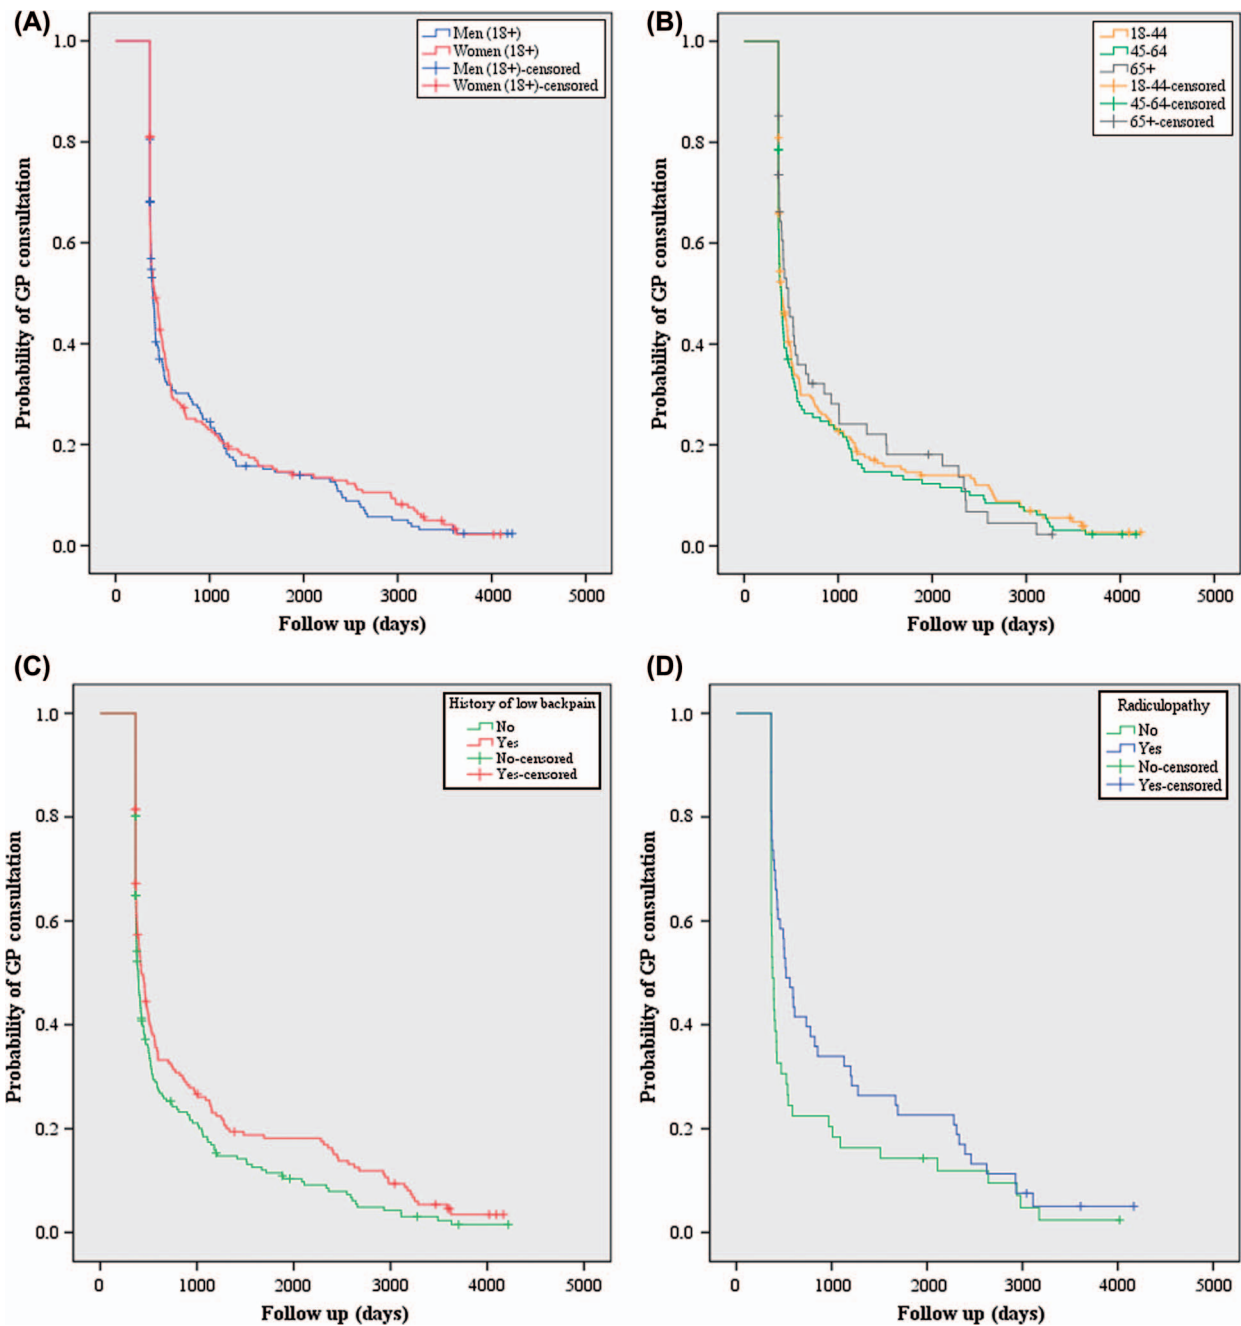 (A)
Men (18+)
Women (18+)
Men (18+)-censored
Women (18+)-censored
1.0
0.8
0.6
0.4
0.2
0.0
Probability of GP consultation
0 1000 2000 3000 4000 5000
Follow up (days)
(B)
18-44
45-64
65+
18-44-censored
45-64-censored
65+-censored
1.0
0.8
0.6
0.4
0.2
0.0
Probability of GP consultation
0 1000 2000 3000 4000 5000
Follow up (days)
(C)
History of low backpain
No
Yes
No-censored
Yes-censored
1.0
0.8
0.6
0.4
0.2
0.0
Probability of GP consultation
0 1000 2000 3000 4000 5000
Follow up (days)
(D)
Radiculopathy
No
Yes
No-censored
Yes-censored
1.0
0.8
0.6
0.4
0.2
0.0
Probability of GP consultation
0 1000 2000 3000 4000 5000
Follow up (days)